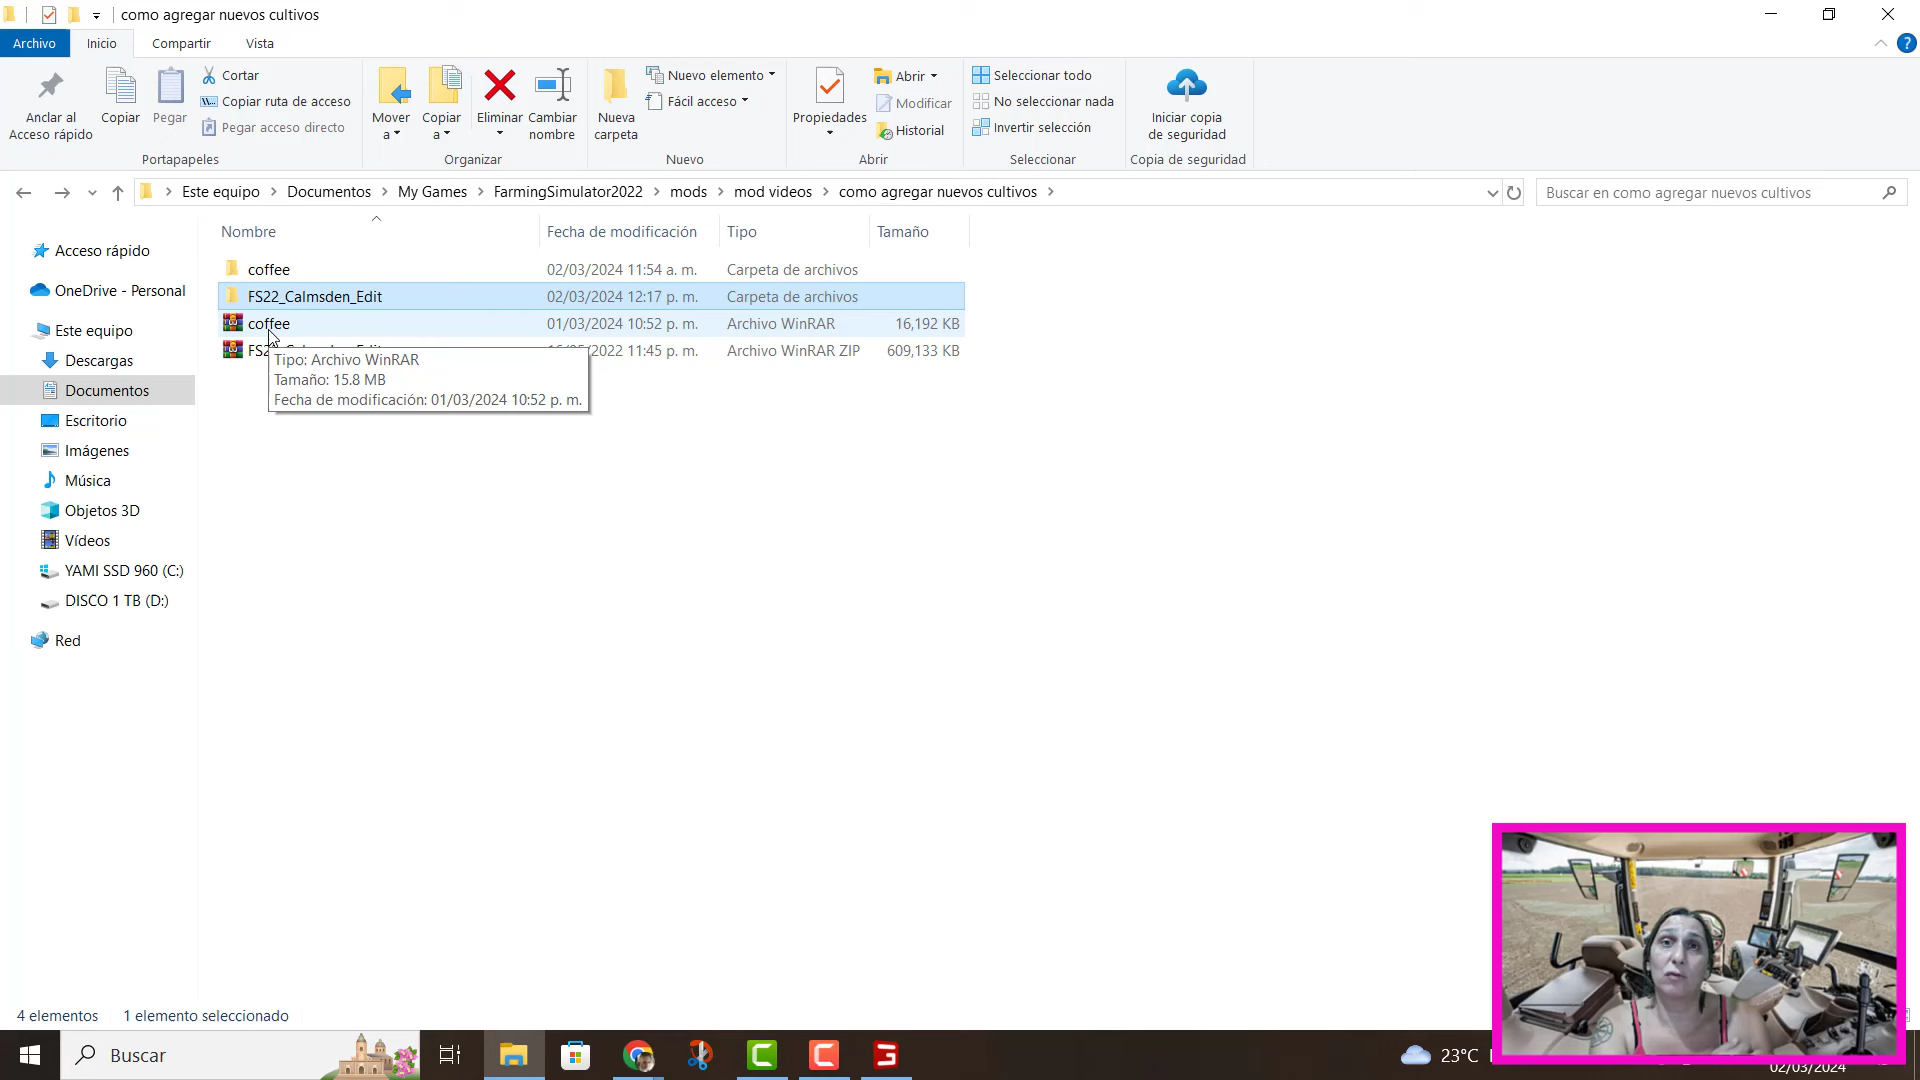 como agregar nuevos cultivos
Archivo Inicio Compartir Vista
Anclar al Acceso rápido
Copiar
Pegar
Cortar
Copiar ruta de acceso
Pegar acceso directo
Portapapeles
Mover a
Copiar a
Eliminar
Cambiar nombre
Organizar
Nueva carpeta
Nuevo elemento
Fácil acceso
Nuevo
Propiedades
Abrir
Modificar
Historial
Abrir
Seleccionar todo
No seleccionar nada
Invertir selección
Seleccionar
Iniciar copia de seguridad
Copia de seguridad
Este equipo > Documentos > My Games > FarmingSimulator2022 > mods > mod videos > como agregar nuevos cultivos >
Buscar en como agregar nuevos cultivos
Nombre Fecha de modificación Tipo Tamaño
coffee 02/03/2024 11:54 a. m. Carpeta de archivos
FS22_Calmsden_Edit 02/03/2024 12:17 p. m. Carpeta de archivos
coffee 01/03/2024 10:52 p. m. Archivo WinRAR 16,192 KB
2022 11:45 p. m. Archivo WinRAR ZIP 609,133 KB
Tipo: Archivo WinRAR
Tamaño: 15.8 MB
Fecha de modificación: 01/03/2024 10:52 p. m.
Acceso rápido
OneDrive - Personal
Este equipo
Descargas
Documentos
Escritorio
Imágenes
Música
Objetos 3D
Vídeos
YAMI SSD 960 (C:)
DISCO 1 TB (D:)
Red
4 elementos 1 elemento seleccionado
Buscar
23°C
02/03/2024